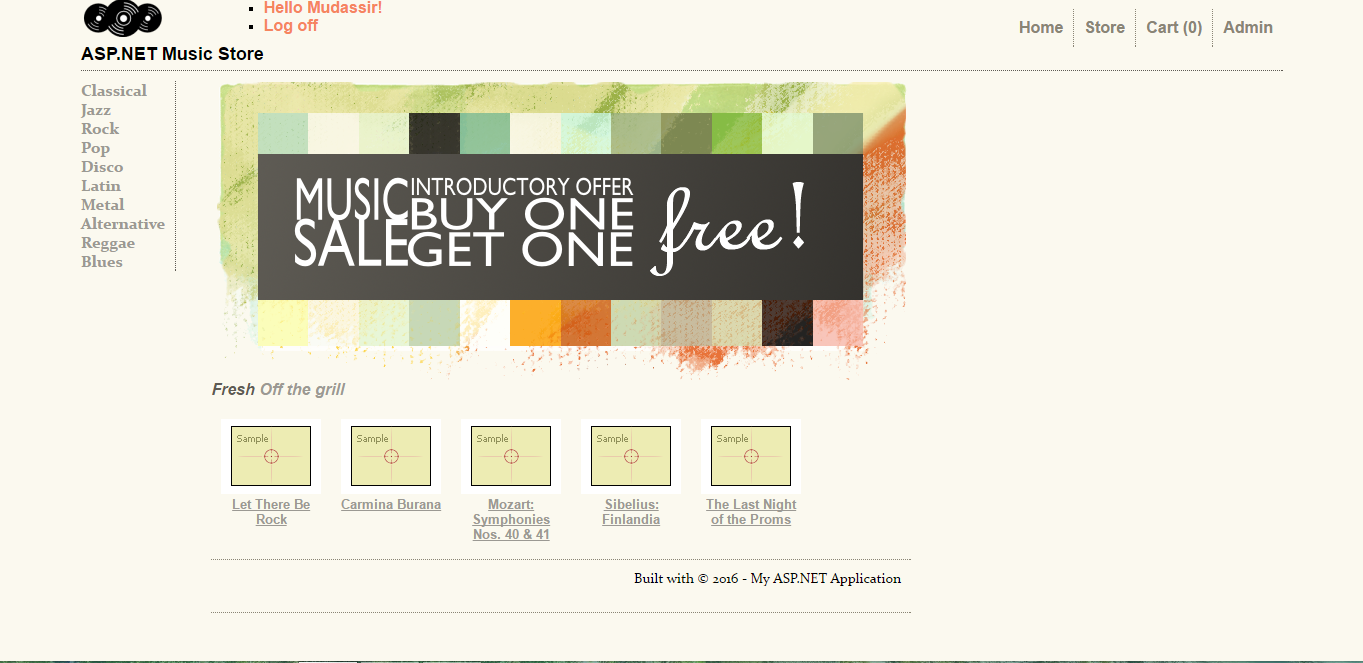 Hello Mudassir!
Log off
Home Store Cart (0) Admin
ASP.NET Music Store
Classical
Jazz
Rock
Pop
Disco
Latin
Metal
Alternative
Reggae
Blues
MUSIC
SALE
INTRODUCTORY OFFER
BUY ONE
GET ONE
free!
Fresh Off the grill
Sample
Let There Be
Rock
Sample
Carmina Burana
Sample
Mozart:
Symphonies
Nos. 40 & 41
Sample
Sibelius:
Finlandia
Sample
The Last Night
of the Proms
Built with © 2016 - My ASP.NET Application